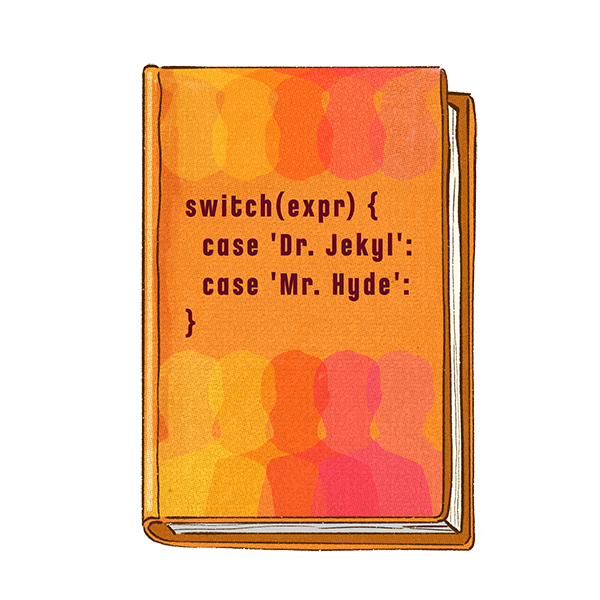 switch(expr) {
case 'Dr. Jekyl':
case 'Mr. Hyde':
}